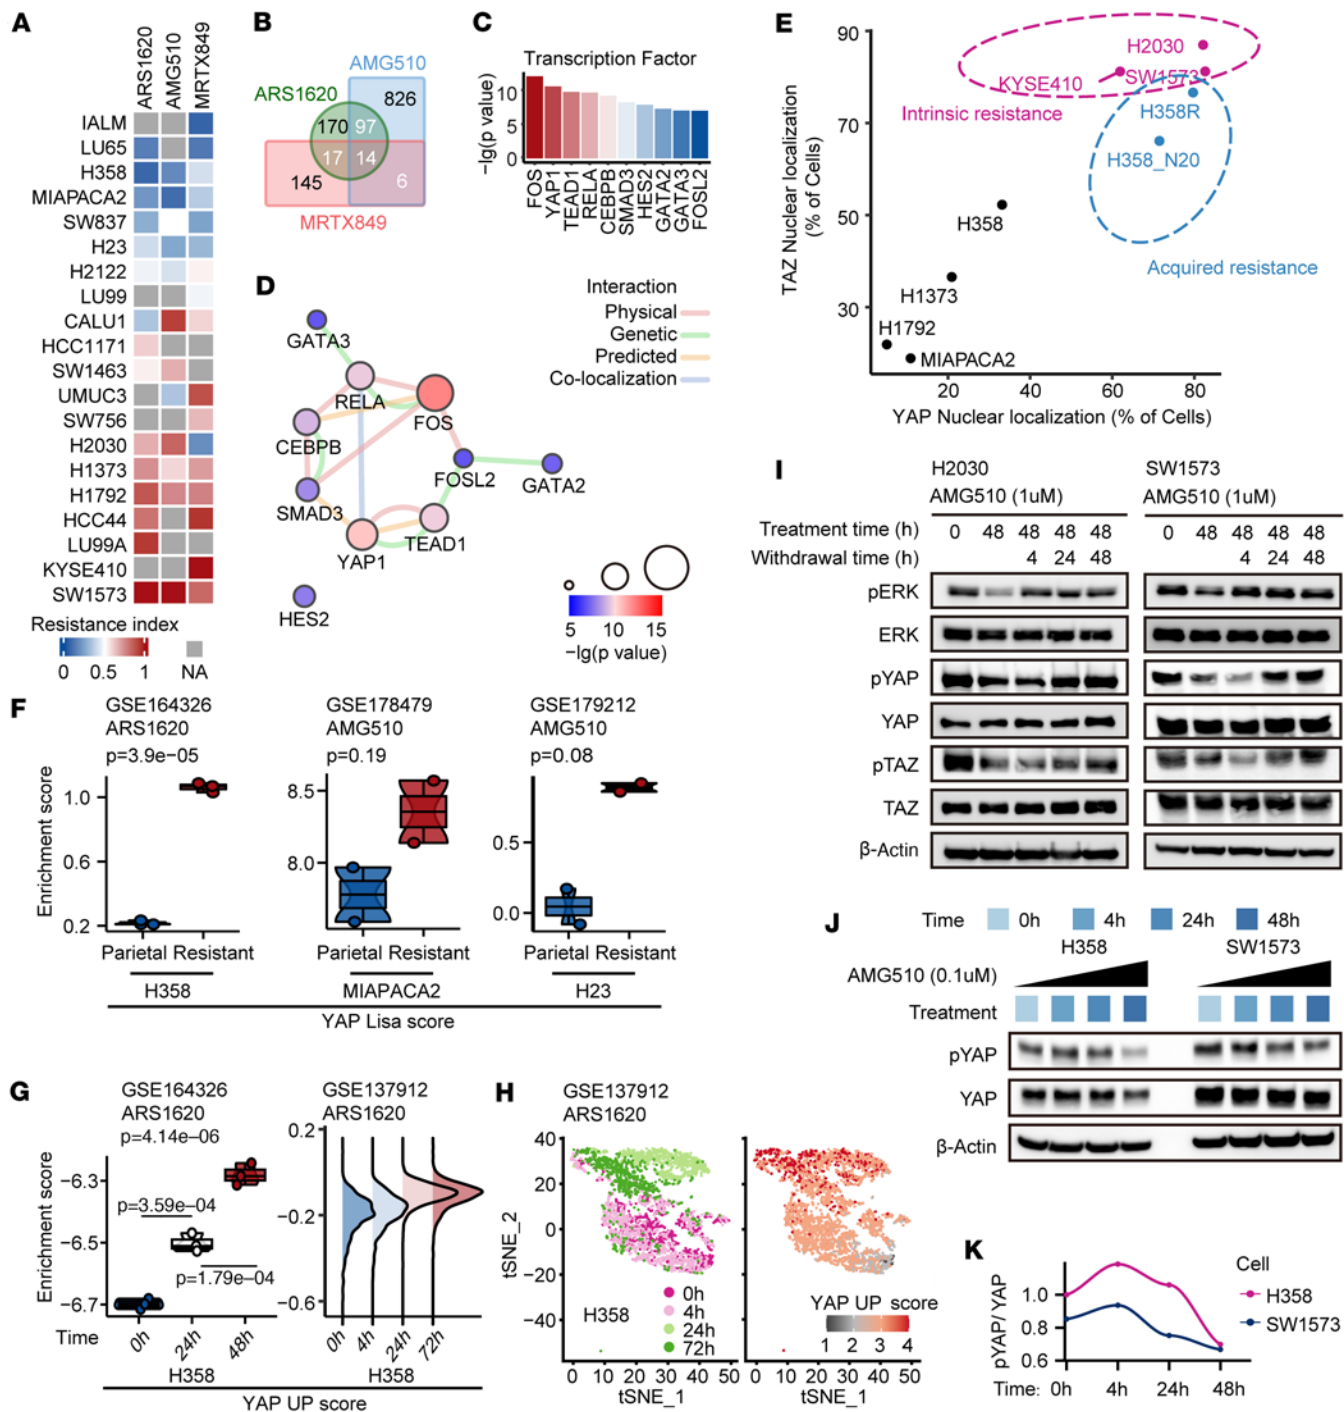 A
ARS1620
AMG510
MRTX849
IALM
LU65
H358
MIAPACA2
SW837
H23
H2122
LU99
CALU1
HCC1171
SW1463
UMUC3
SW756
H2030
H1373
H1792
HCC44
LU99A
KYSE410
SW1573
Resistance index
0 0.5 1 NA
B
AMG510
ARS1620
826
170 97
17 14
145 6
MRTX849
C
Transcription Factor
−lg(p value)
10
5
0
FOS
YAP1
TEAD1
RELA
CEBPB
SMAD3
HES2
GATA2
GATA3
FOSL2
D
Interaction
Physical
Genetic
Predicted
Co-localization
GATA3
RELA
FOS
CEBPB
FOSL2
GATA2
SMAD3
YAP1
TEAD1
HES2
5 10 15
−lg(p value)
E
TAZ Nuclear localization
(% of Cells)
90
70
50
30
H2030
KYSE410
SW1573
Intrinsic resistance
H358R
H358_N20
H358
Acquired resistance
H1373
H1792
MIAPACA2
20 40 60 80
YAP Nuclear localization (% of Cells)
F
GSE164326
ARS1620
p=3.9e−05
GSE178479
AMG510
p=0.19
GSE179212
AMG510
p=0.08
Enrichment score
1.0
0.6
0.2
8.5
8.0
0.5
0.0
Parietal Resistant
Parietal Resistant
Parietal Resistant
H358
MIAPACA2
H23
YAP Lisa score
G
GSE164326
ARS1620
p=4.14e−06
p=3.59e−04
p=1.79e−04
Enrichment score
−6.3
−6.5
−6.7
Time
0h
24h
48h
H358
GSE137912
ARS1620
0.2
−0.2
−0.6
0h
4h
24h
72h
H358
YAP UP score
H
GSE137912
ARS1620
tSNE_2
40
20
0
−20
−40
H358
0h
4h
24h
72h
0 10 20 30 40 50
tSNE_1
YAP UP score
1 2 3 4
0 10 20 30 40 50
tSNE_1
I
H2030
AMG510 (1uM)
SW1573
AMG510 (1uM)
Treatment time (h) 0 48 48 48 48 0 48 48 48 48
Withdrawal time (h) 4 24 48 4 24 48
pERK
ERK
pYAP
YAP
pTAZ
TAZ
β-Actin
J
Time 0h 4h 24h 48h
H358 SW1573
AMG510 (0.1uM)
Treatment
pYAP
YAP
β-Actin
K
pYAP/ YAP
1.0
0.8
0.6
Cell
H358
SW1573
Time: 0h 4h 24h 48h